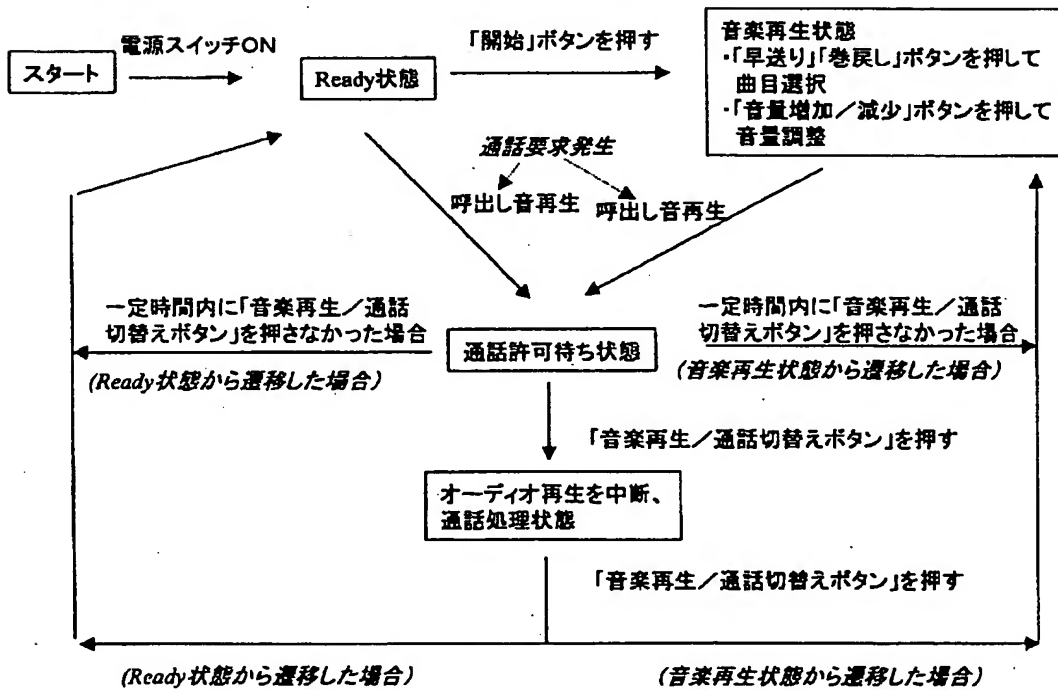 電源スイッチON
スタート
Ready状態
「開始」ボタンを押す
音楽再生状態
・「早送り」「巻戻し」ボタンを押して
曲目選択
・「音量増加／減少」ボタンを押して
音量調整
通話要求発生
呼出し音再生
呼出し音再生
一定時間内に「音楽再生／通話
切替えボタン」を押さなかった場合
(Ready状態から遷移した場合)
通話許可待ち状態
一定時間内に「音楽再生／通話
切替えボタン」を押さなかった場合
(音楽再生状態から遷移した場合)
「音楽再生／通話切替えボタン」を押す
オーディオ再生を中断、
通話処理状態
「音楽再生／通話切替えボタン」を押す
(Ready状態から遷移した場合)
(音楽再生状態から遷移した場合)